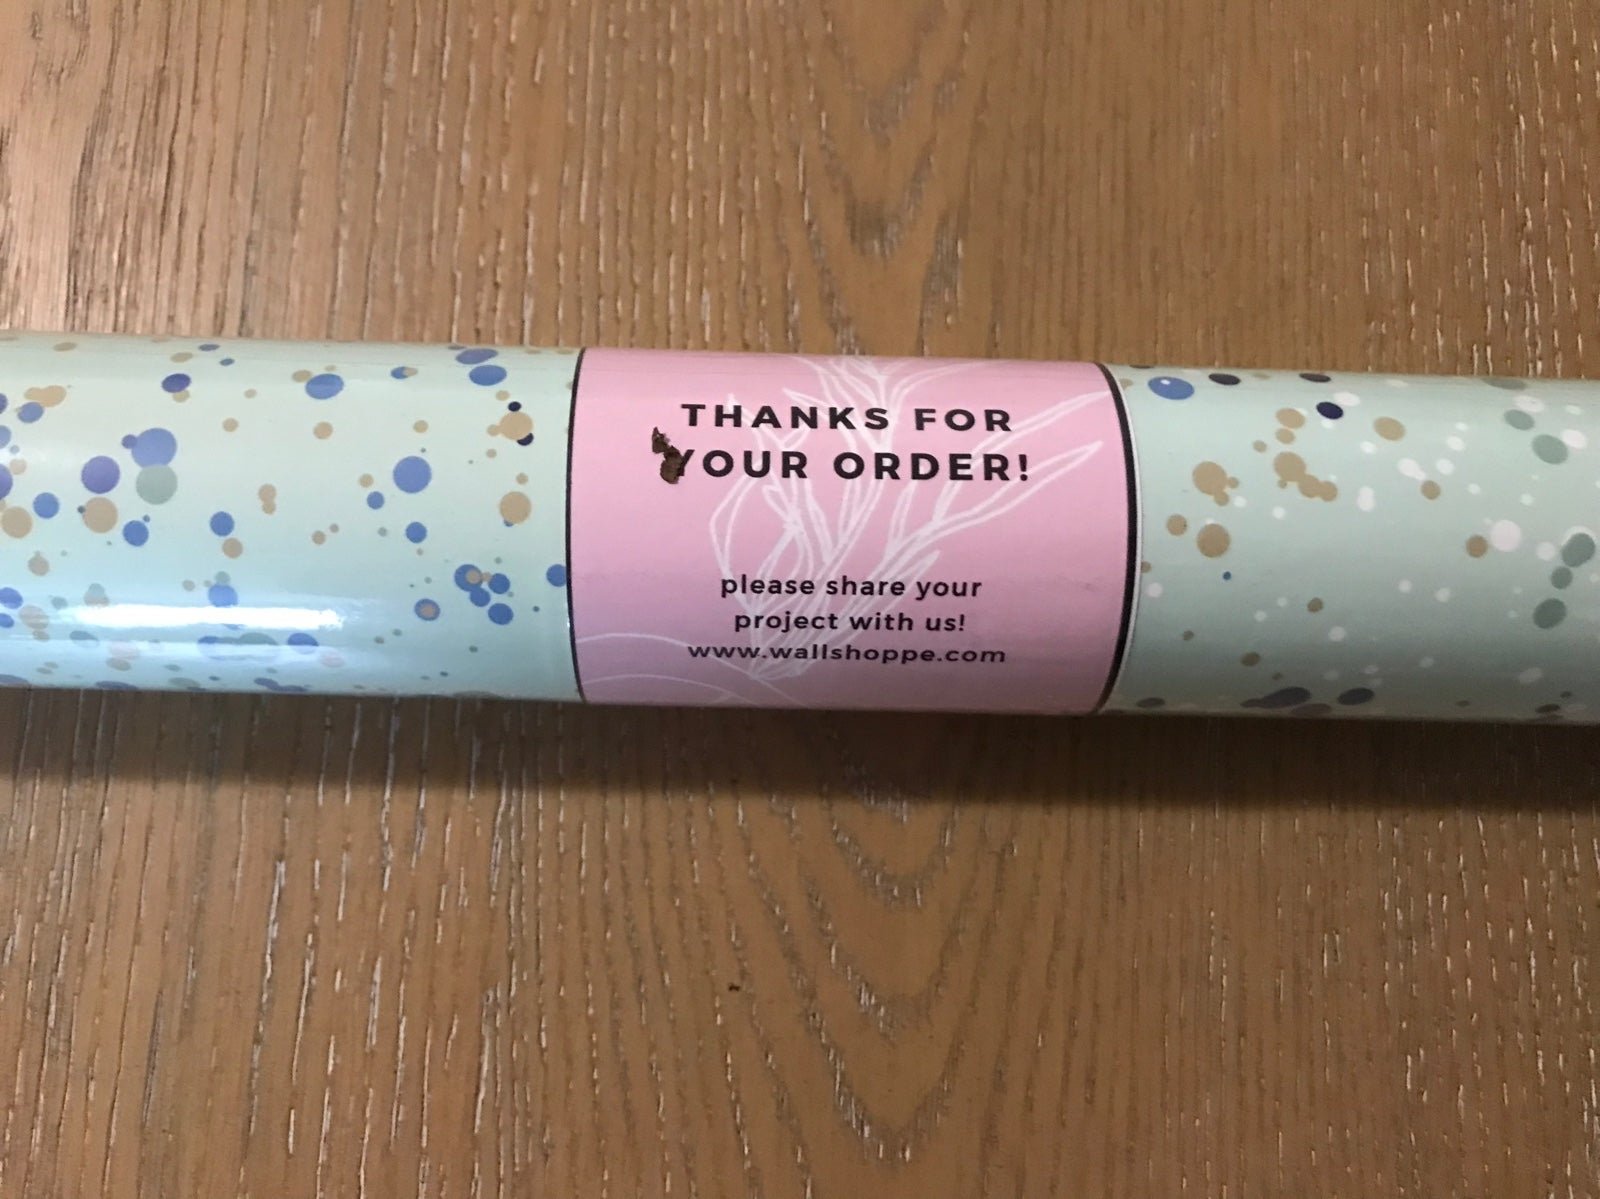 THANKS FOR
YOUR ORDER!
please share your
project with us!
www.wallshoppe.com